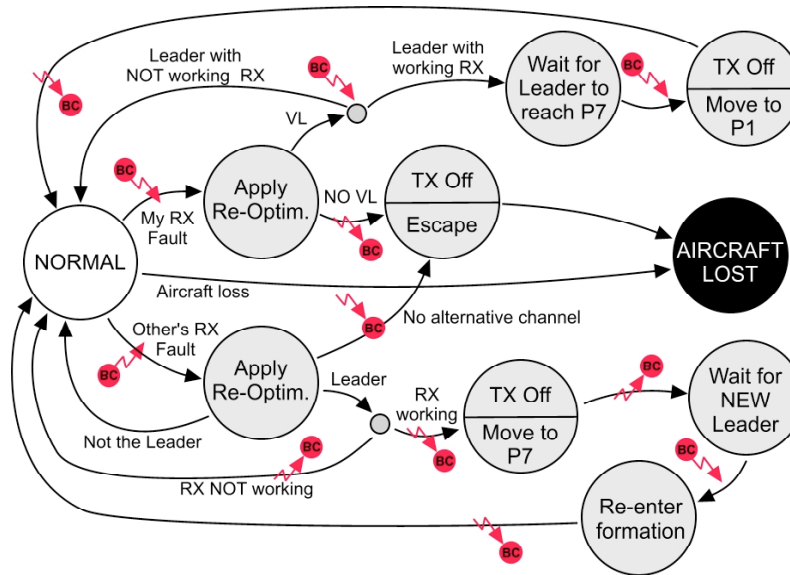 BC
BC
Leader with
NOT working RX
BC
Leader with
working RX
Wait for
Leader to
reach P7
BC
TX Off
Move to
P1
VL
BC
My RX
Fault
Apply
Re-Optim.
NO VL
BC
TX Off
Escape
NORMAL
Aircraft loss
AIRCRAFT
LOST
Other's RX
Fault
BC
Apply
Re-Optim.
BC
No alternative channel
Not the Leader
Leader
RX
working
BC
TX Off
Move to
P7
BC
Wait for
NEW
Leader
BC
RX NOT working
BC
Re-enter
formation
BC